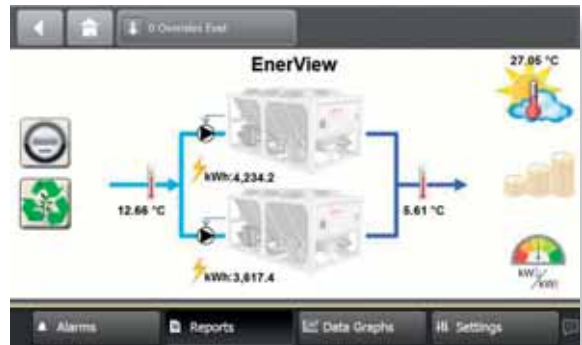 0 Overrides Exist
EnerView
27.05 °C
kWh:4,234.2
12.66 °C
5.61 °C
kWh:3,617.4
kW/kW
Alarms
Reports
Data Graphs
Settings